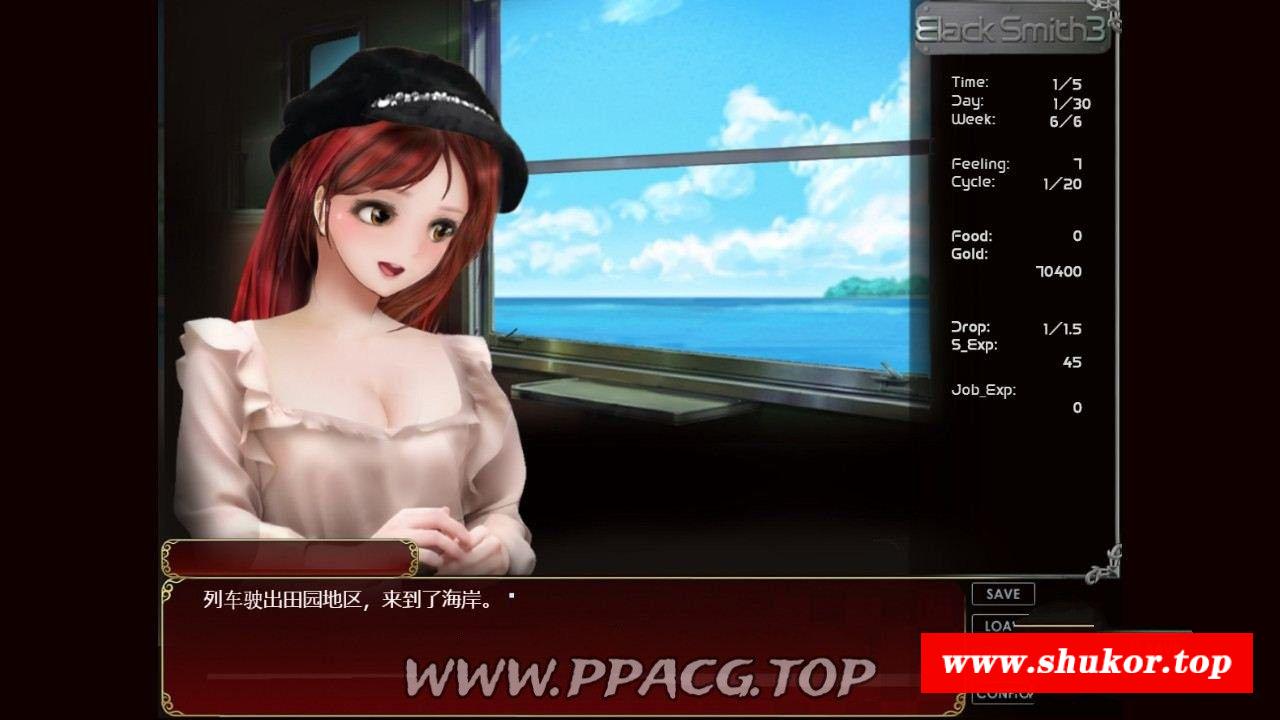 Black Smith3
Time: 1/5
Day: 1/30
Week: 6/6
Feeling: 7
Cycle: 1/20
Food: 0
Gold:
70400
Drop: 1/1.5
S_Exp:
45
Job_Exp:
0
列车驶出田园地区，来到了海岸。
SAVE
LOA
www.shukor.top
WWW.PPACG.TOP
CONFIG